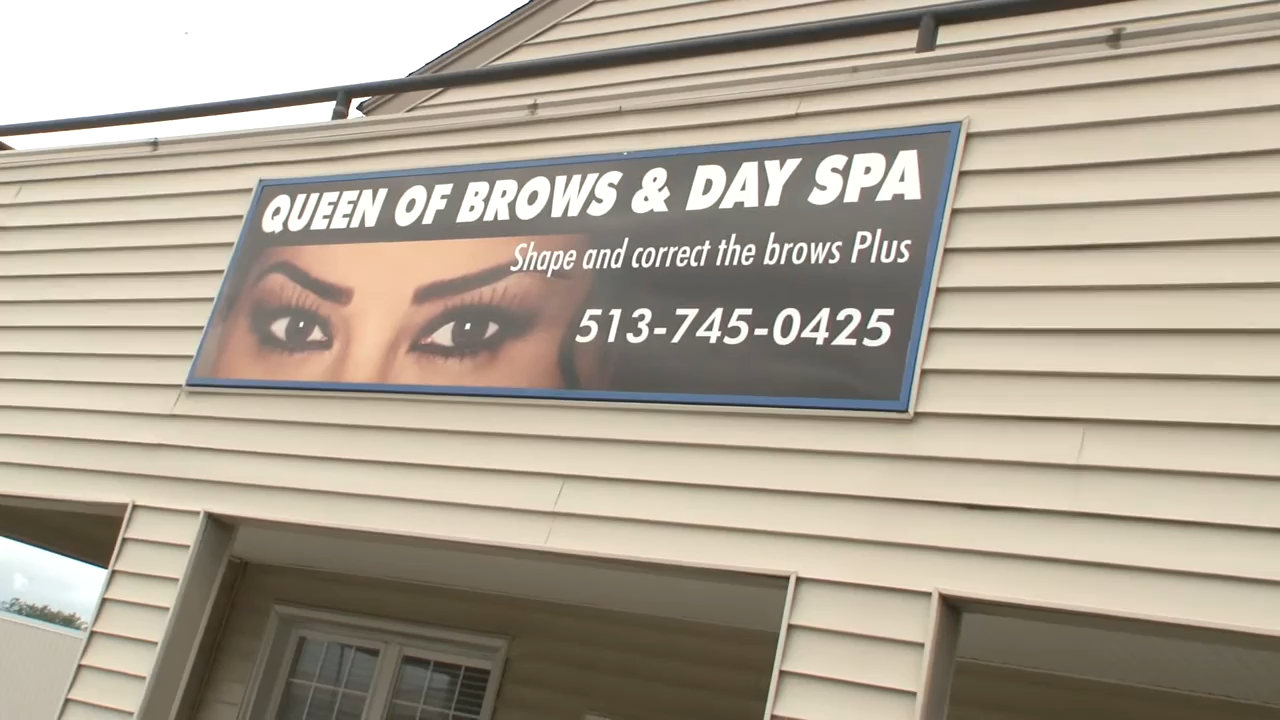 QUEEN OF BROWS & DAY SPA
Shape and correct the brows Plus
513-745-0425